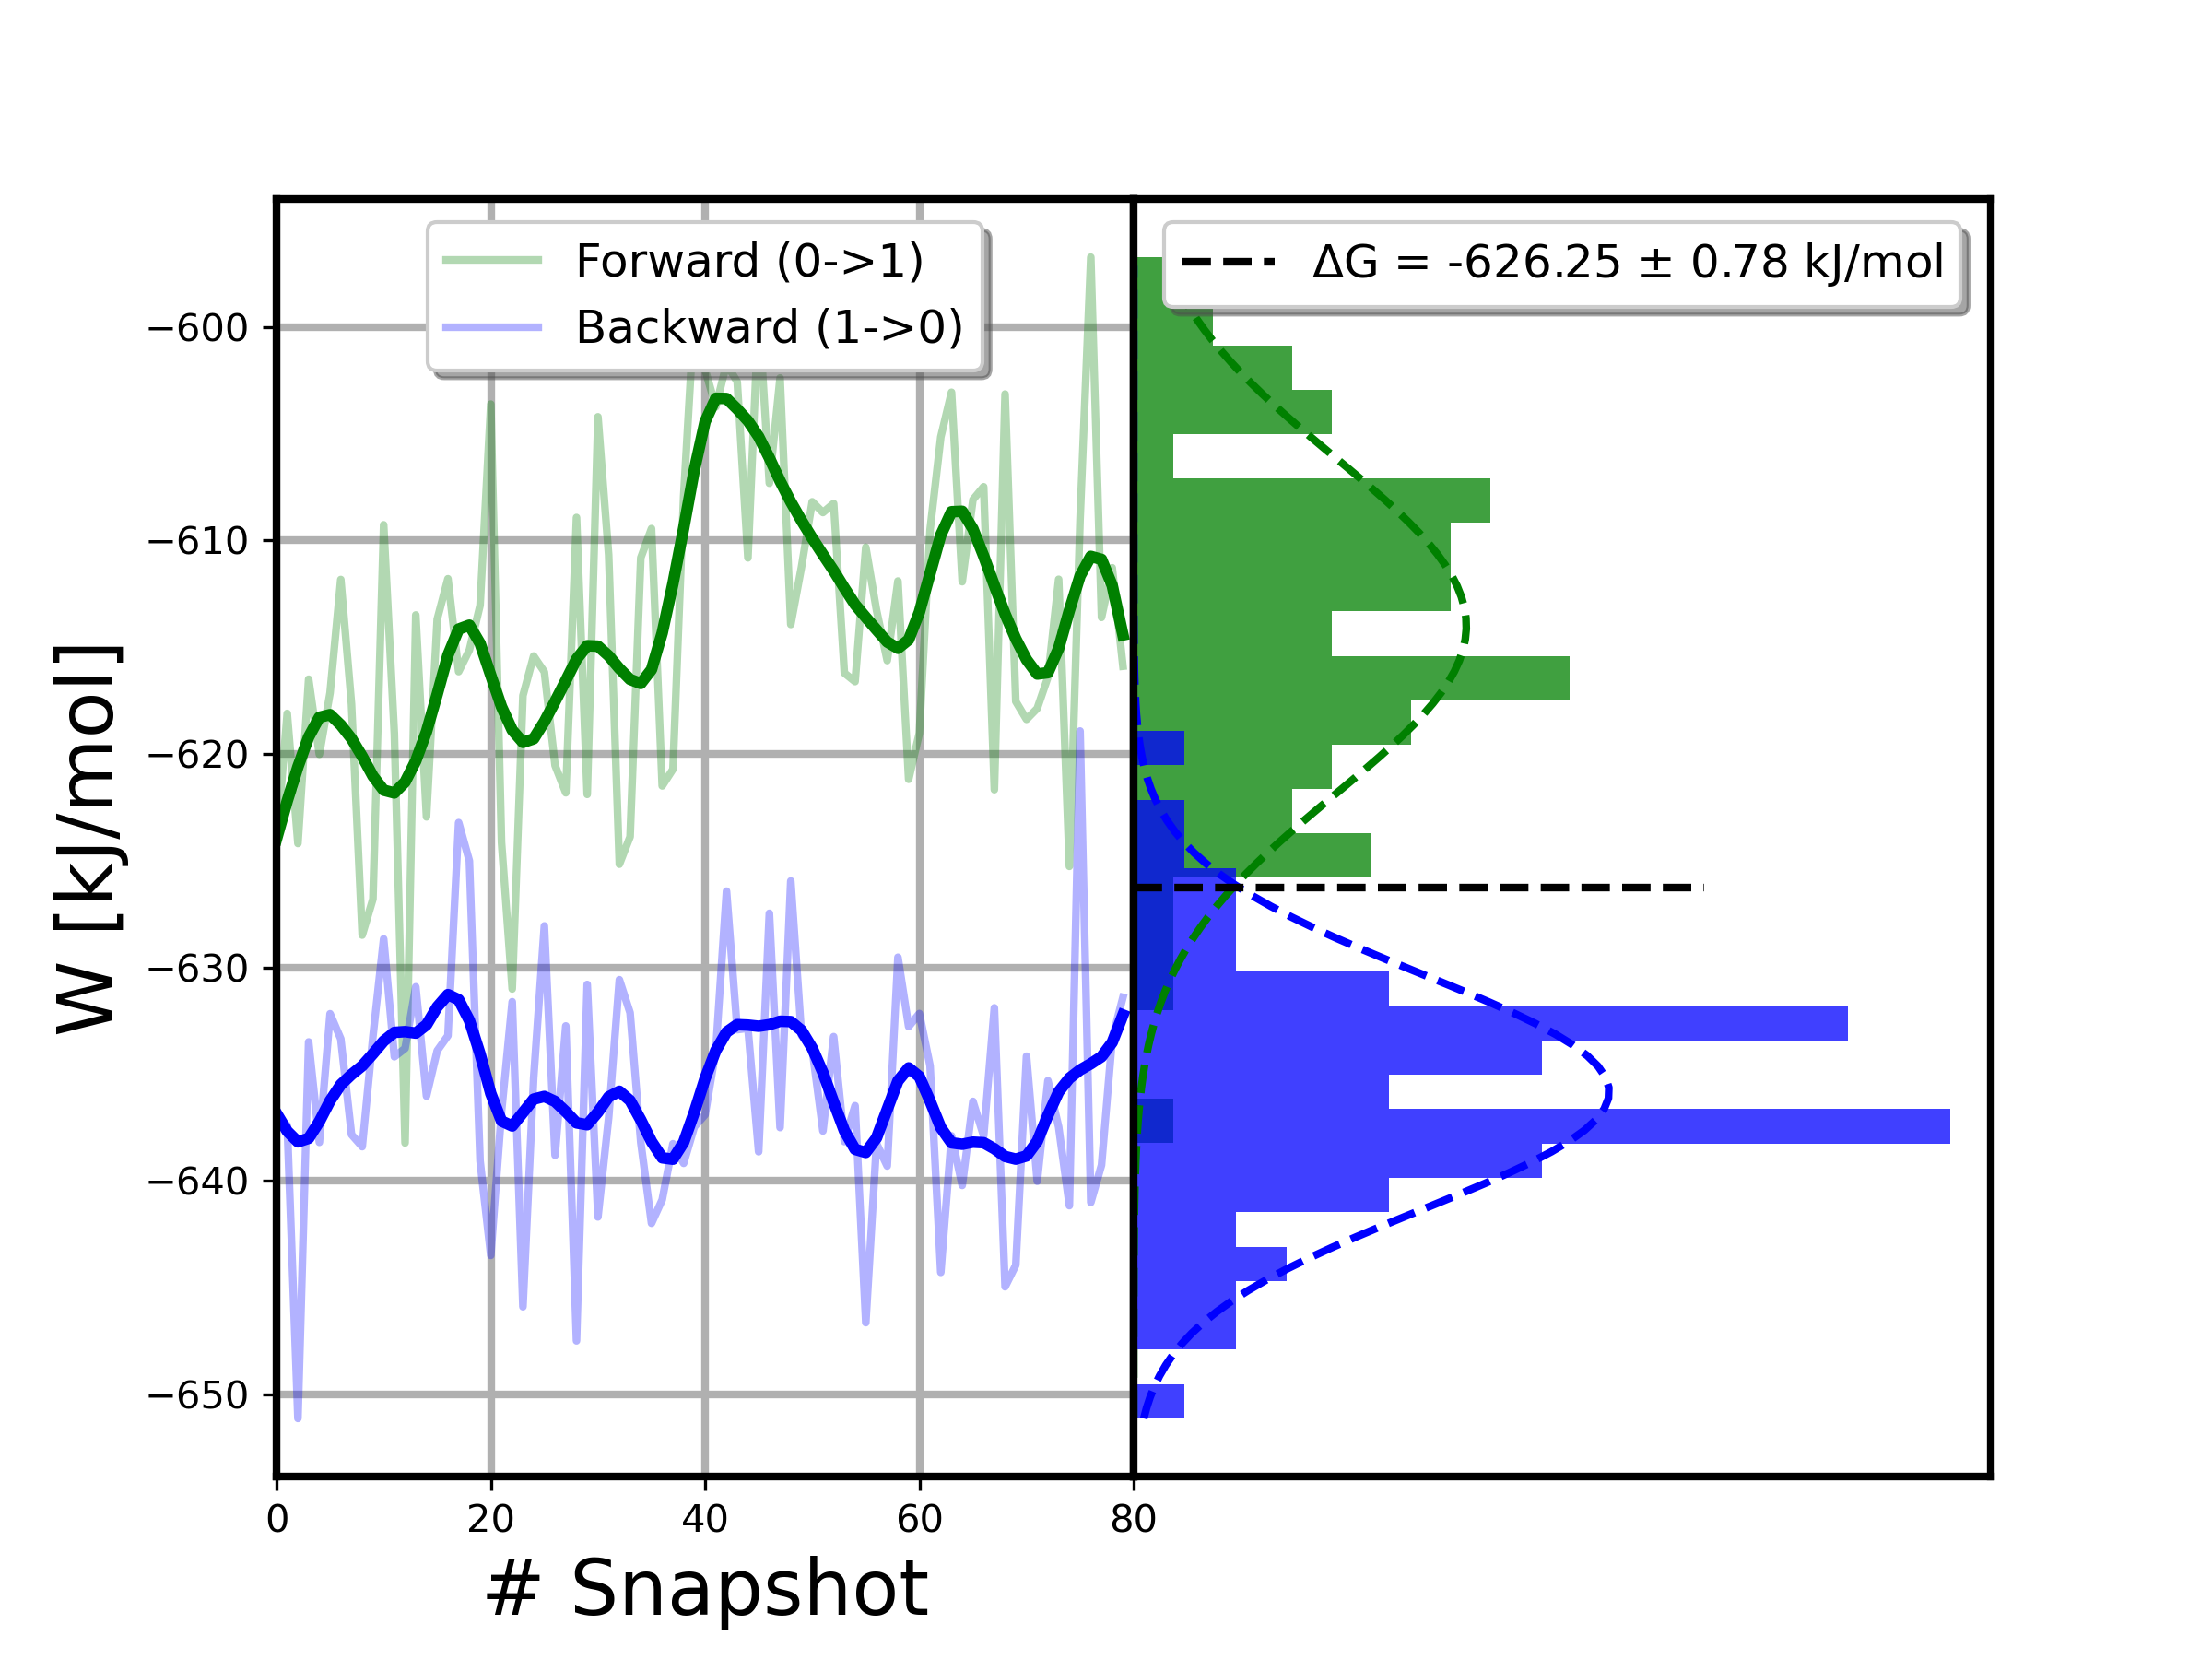 Forward (0->1)
Backward (1->0)
ΔG = -626.25 ± 0.78 kJ/mol
W [kJ/mol]
−600
−610
−620
−630
−640
−650
0 20 40 60 80
# Snapshot